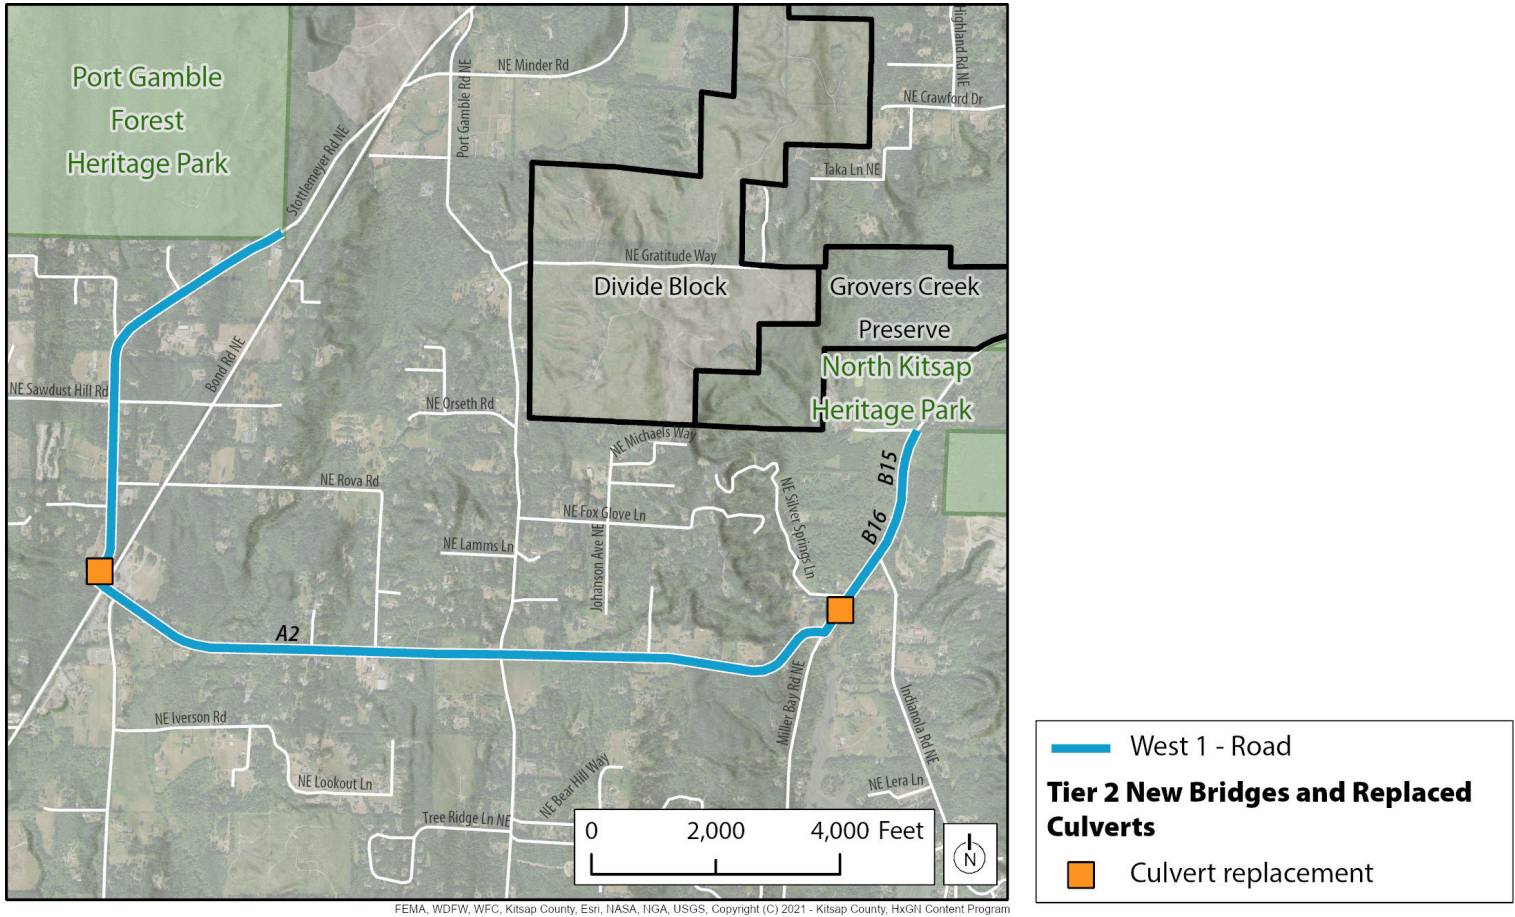 Port Gamble
Forest
Heritage Park
Stottlemeyer Rd NE
Port Gamble Rd NE
NE Minder Rd
Highland Rd NE
NE Crawford Dr
Taka Ln NE
NE Gratitude Way
Divide Block
Grovers Creek
Preserve
North Kitsap
Heritage Park
Bond Rd NE
NE Sawdust Hill Rd
NE Orseth Rd
NE Michaels Way
NE Rova Rd
NE Fox Glove Ln
NE Lamms Ln
Johanson Ave NE
NE Silver Springs Ln
B15
B16
A2
NE Iverson Rd
NE Lookout Ln
Tree Ridge Ln NE
NE Bear Hill Way
Miller Bay Rd NE
Indianola Rd NE
NE Lera Ln
0 2,000 4,000 Feet
N
West 1 - Road
Tier 2 New Bridges and Replaced
Culverts
Culvert replacement
FEMA, WDFW, WFC, Kitsap County, Esri, NASA, NGA, USGS, Copyright (C) 2021 - Kitsap County, HxGN Content Program